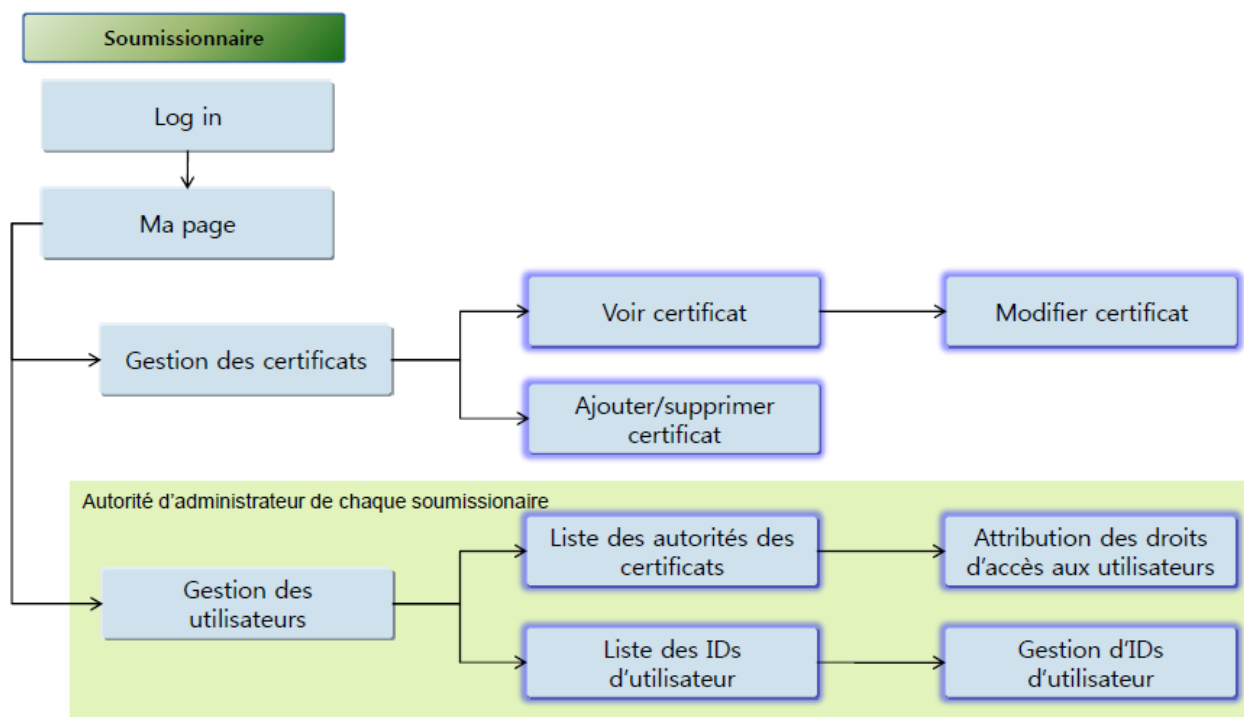 Soumissionnaire
Log in
Ma page
Voir certificat
Modifier certificat
Gestion des certificats
Ajouter/supprimer
certificat
Autorité d'administrateur de chaque soumissionaire
Liste des autorités des
certificats
Attribution des droits
d'accès aux utilisateurs
Gestion des
utilisateurs
Liste des IDs
d'utilisateur
Gestion d'IDs
d'utilisateur